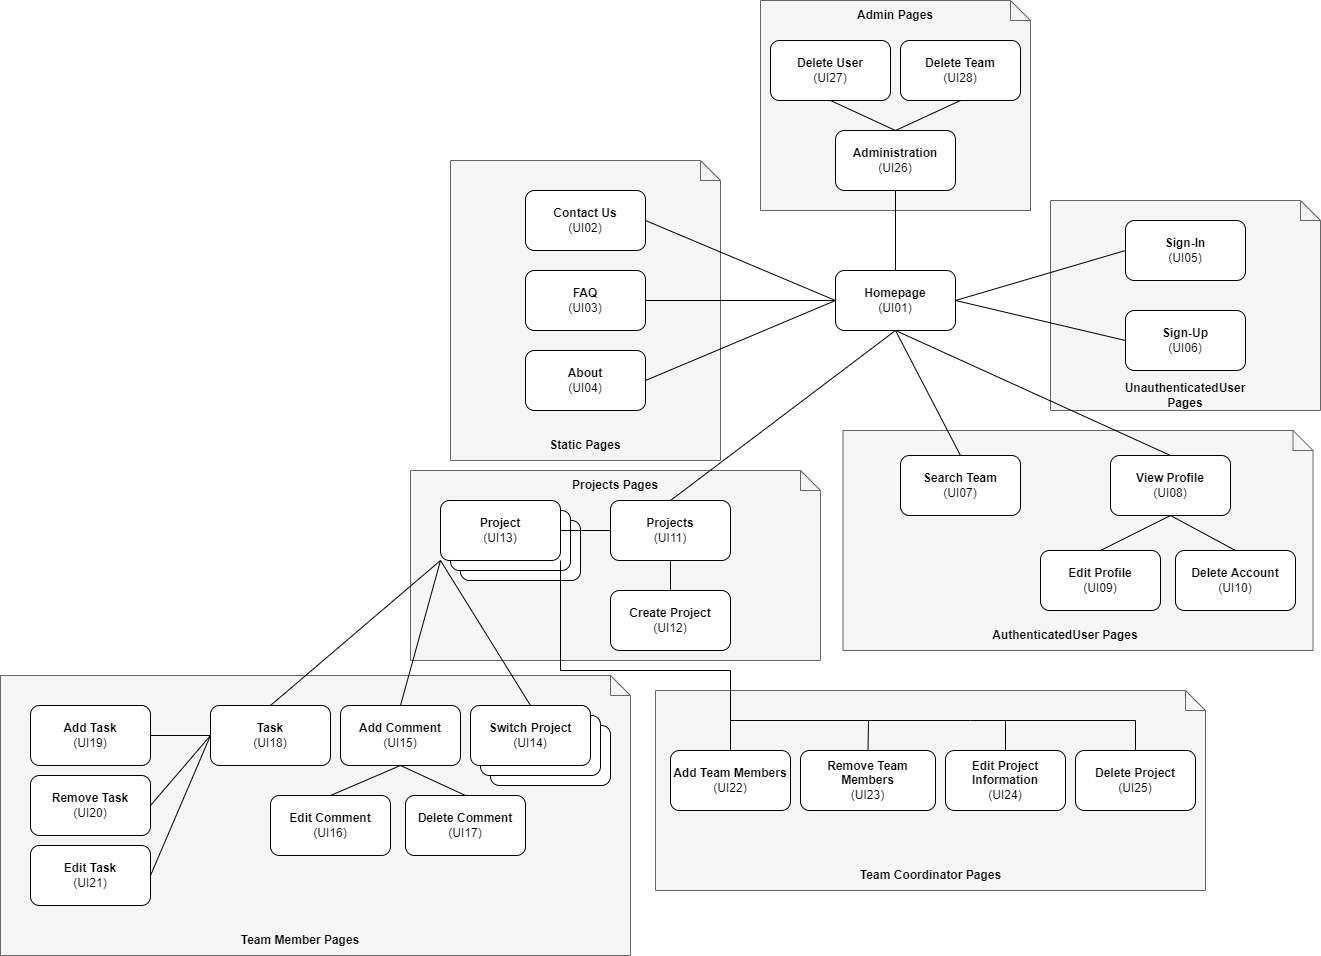 Admin Pages
Delete User
(UI27)
Delete Team
(UI28)
Administration
(UI26)
Contact Us
(UI02)
FAQ
(UI03)
About
(UI04)
Static Pages
Homepage
(UI01)
Sign-In
(UI05)
Sign-Up
(UI06)
UnauthenticatedUser
Pages
Search Team
(UI07)
View Profile
(UI08)
Edit Profile
(UI09)
Delete Account
(UI10)
AuthenticatedUser Pages
Projects Pages
Project
(UI13)
Projects
(UI11)
Create Project
(UI12)
Add Task
(UI19)
Task
(UI18)
Add Comment
(UI15)
Switch Project
(UI14)
Remove Task
(UI20)
Edit Comment
(UI16)
Delete Comment
(UI17)
Edit Task
(UI21)
Team Member Pages
Add Team Members
(UI22)
Remove Team
Members
(UI23)
Edit Project
Information
(UI24)
Delete Project
(UI25)
Team Coordinator Pages